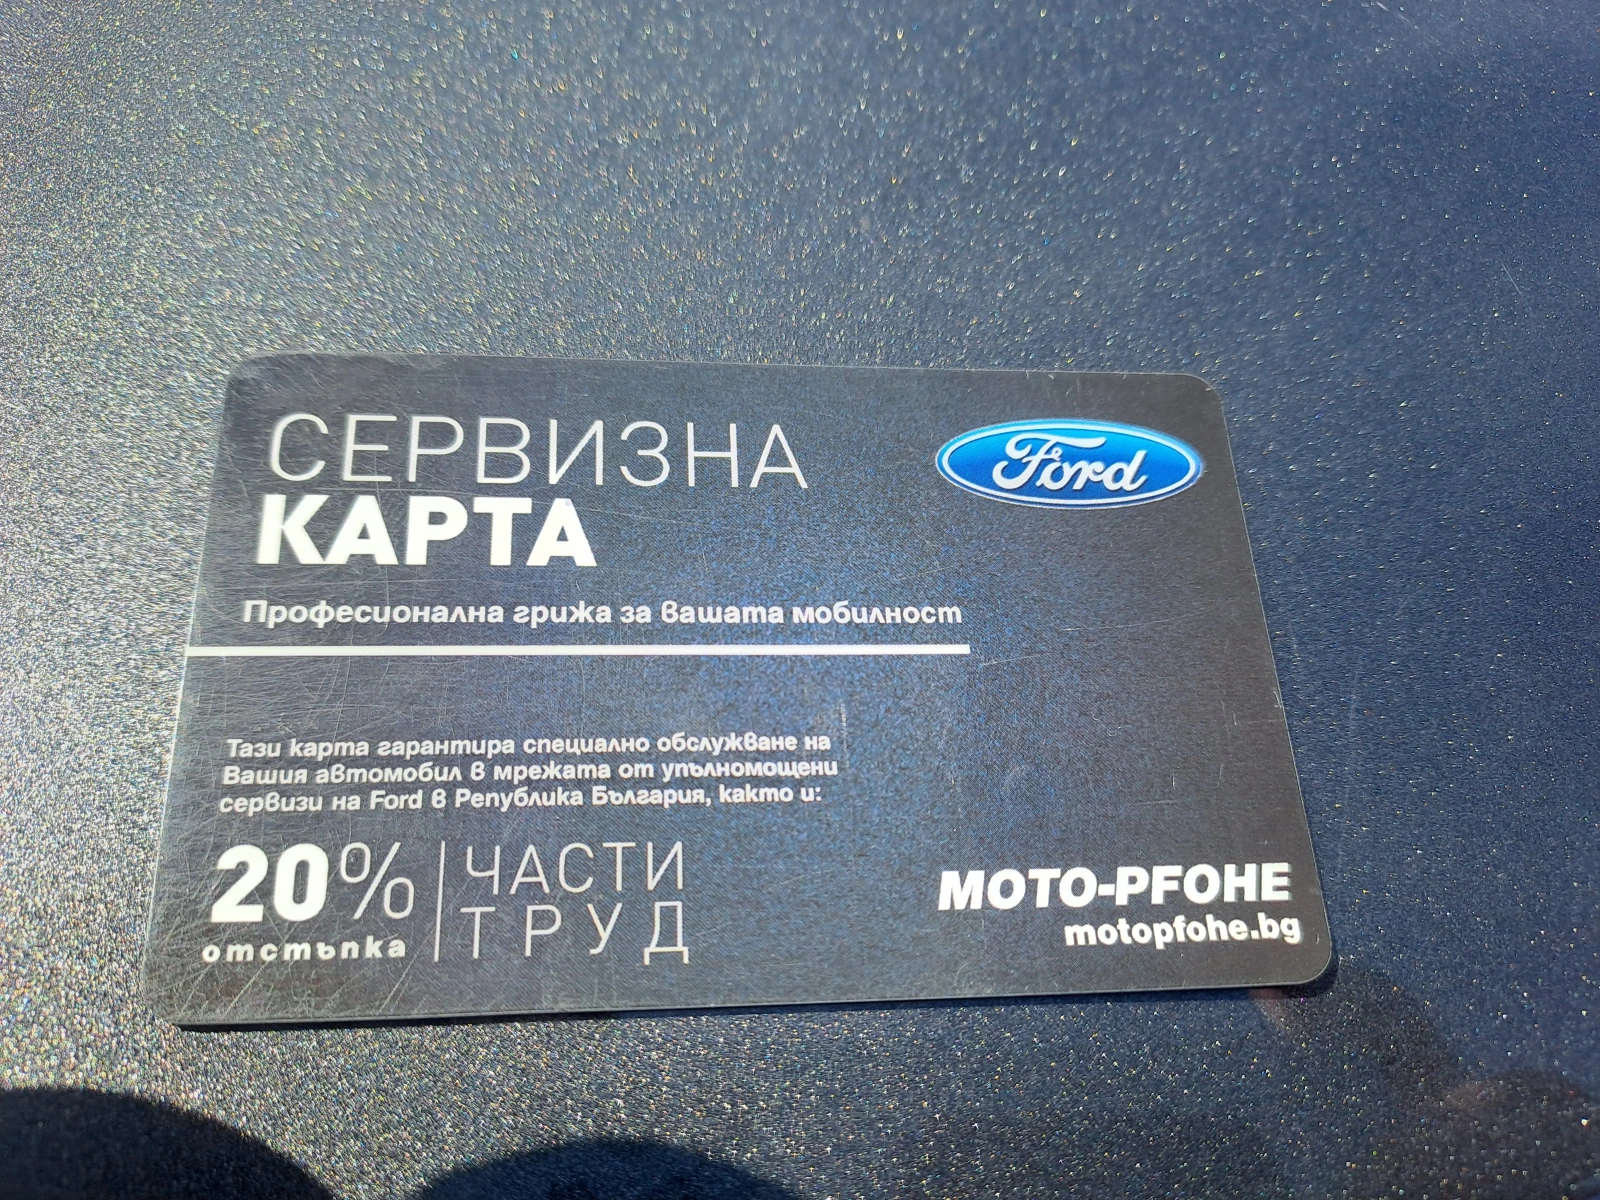 СЕРВИЗНА
КАРТА
Ford
Професионална грижа за вашата мобилност
Тази карта гарантира специално обслужване на
Вашия автомобил в мрежата от упълномощени
сервизи на Ford в Република България, както и:
20% отстъпка
ЧАСТИ
ТРУД
MOTO-PFOHE
motopfohe.bg